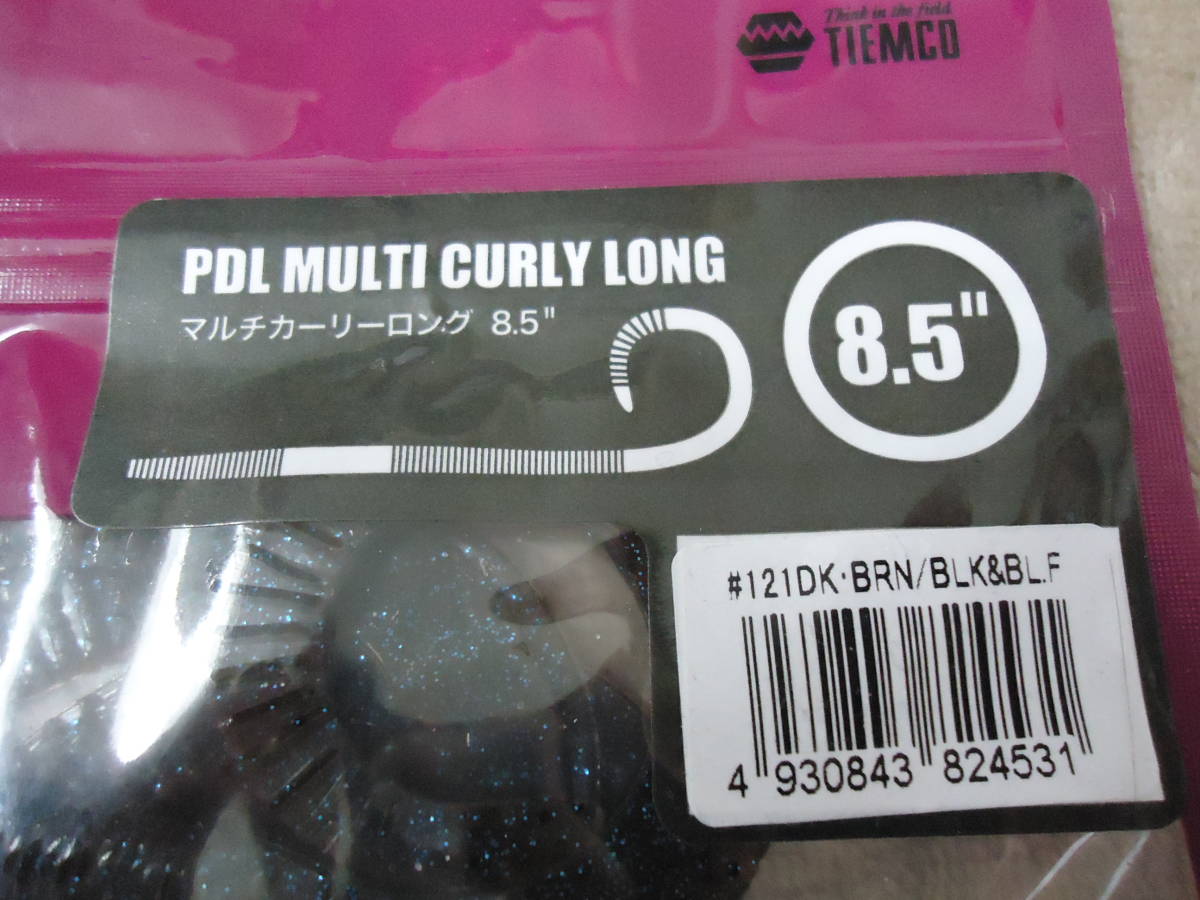 Think in the field.
TIEMCO
PDL MULTI CURLY LONG
マルチカーリーロング 8.5"
8.5"
#121DK·BRN/BLK&BL.F
4 930843 824531